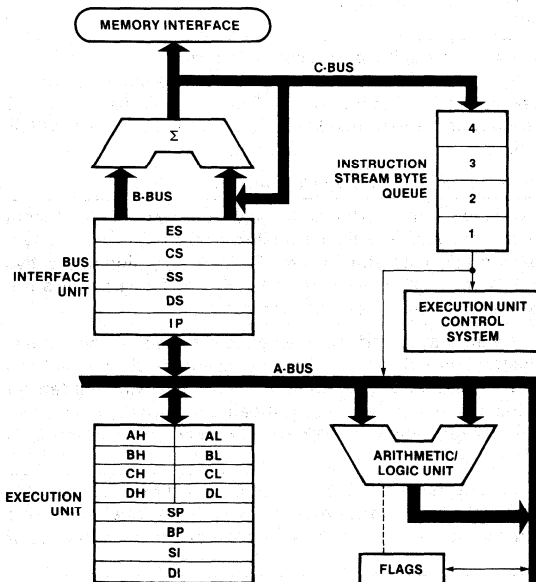 MEMORY INTERFACE
C-BUS
Σ
B-BUS
4
3
2
1
INSTRUCTION
STREAM BYTE
QUEUE
ES
CS
SS
DS
IP
BUS
INTERFACE
UNIT
EXECUTION UNIT
CONTROL
SYSTEM
A-BUS
AH AL
BH BL
CH CL
DH DL
SP
BP
SI
DI
EXECUTION
UNIT
ARITHMETIC/
LOGIC UNIT
FLAGS